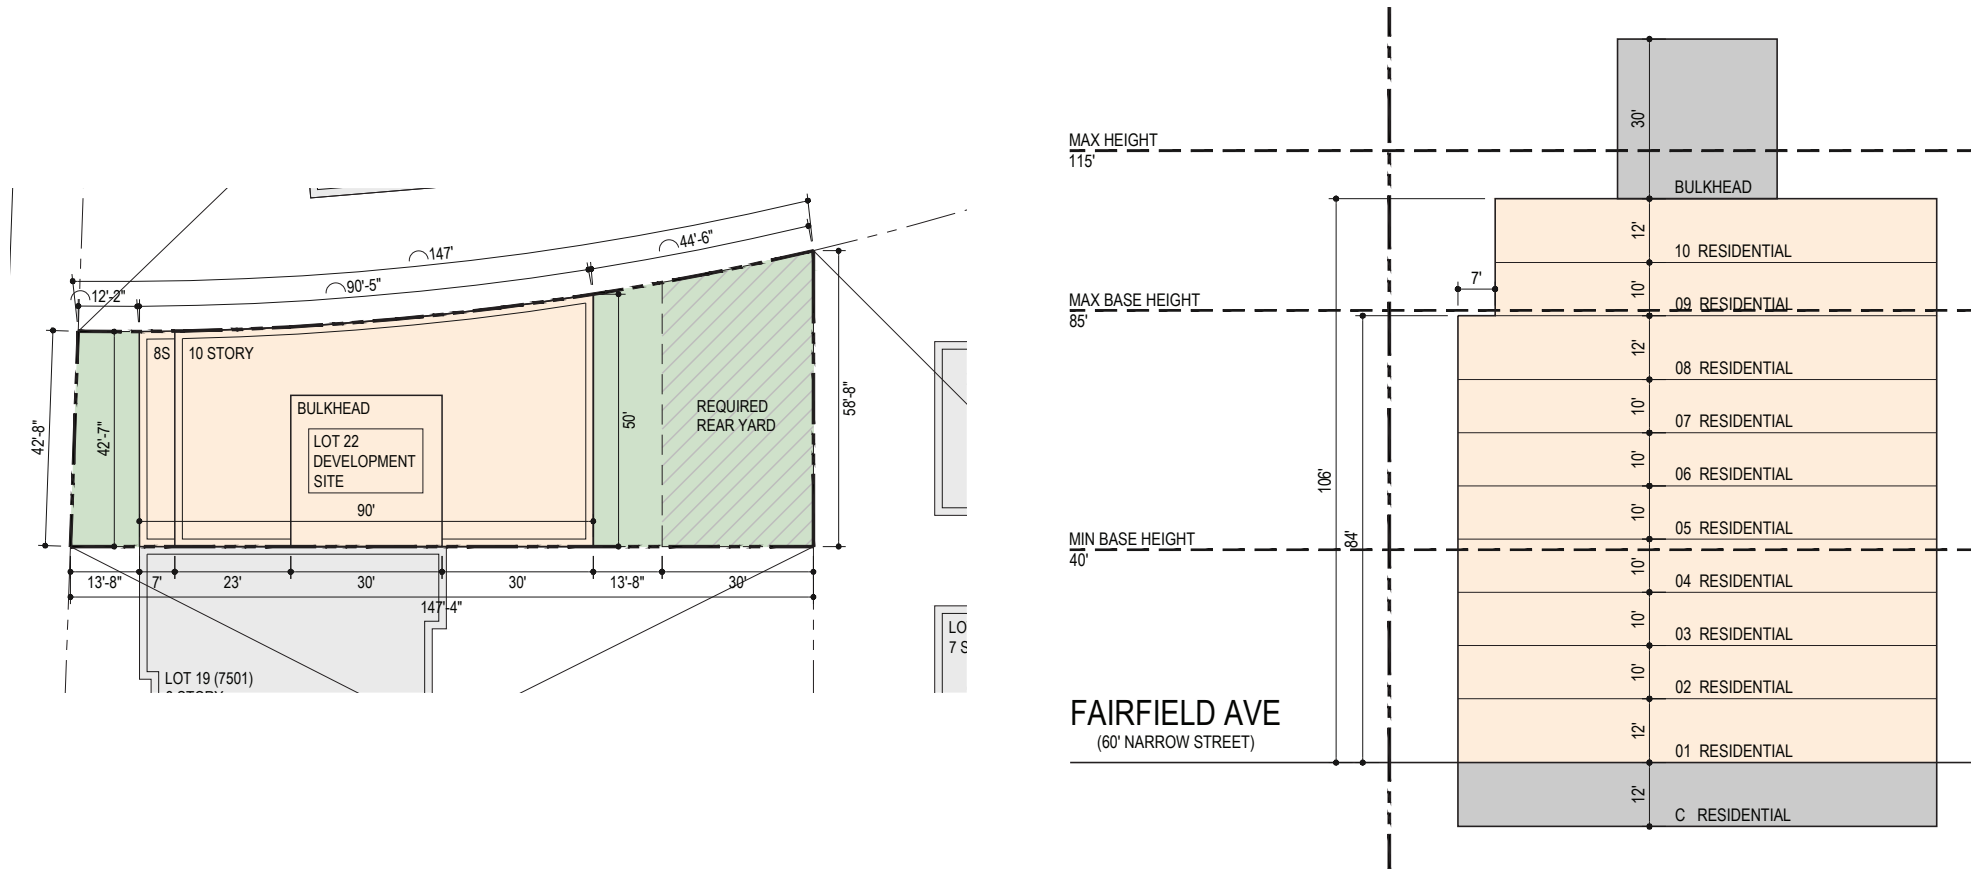 147'
44'-6"
90'-5"
12'-2"
8S
10 STORY
BULKHEAD
LOT 22
DEVELOPMENT
SITE
REQUIRED
REAR YARD
42'-8"
42'-7"
50'
58'-8"
90'
13'-8"
7'
23'
30'
30'
13'-8"
30'
147'-4"
LOT 19 (7501)
LO
7 S
MAX HEIGHT
115'
MAX BASE HEIGHT
85'
MIN BASE HEIGHT
40'
FAIRFIELD AVE
(60' NARROW STREET)
106'
84'
7'
30'
BULKHEAD
12'
10 RESIDENTIAL
10'
09 RESIDENTIAL
12'
08 RESIDENTIAL
10'
07 RESIDENTIAL
10'
06 RESIDENTIAL
10'
05 RESIDENTIAL
10'
04 RESIDENTIAL
10'
03 RESIDENTIAL
10'
02 RESIDENTIAL
12'
01 RESIDENTIAL
12'
C RESIDENTIAL